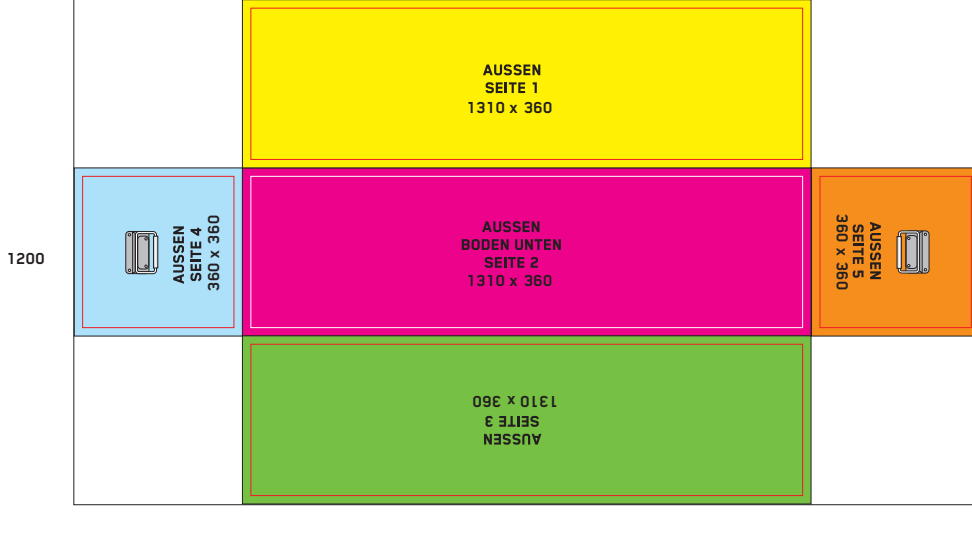 AUSSEN
SEITE 1
1310 x 360
1200
AUSSEN
SEITE 4
360 x 360
AUSSEN
BODEN UNTEN
SEITE 2
1310 x 360
AUSSEN
SEITE 5
360 x 360
AUSSEN
SEITE 3
1310 x 360